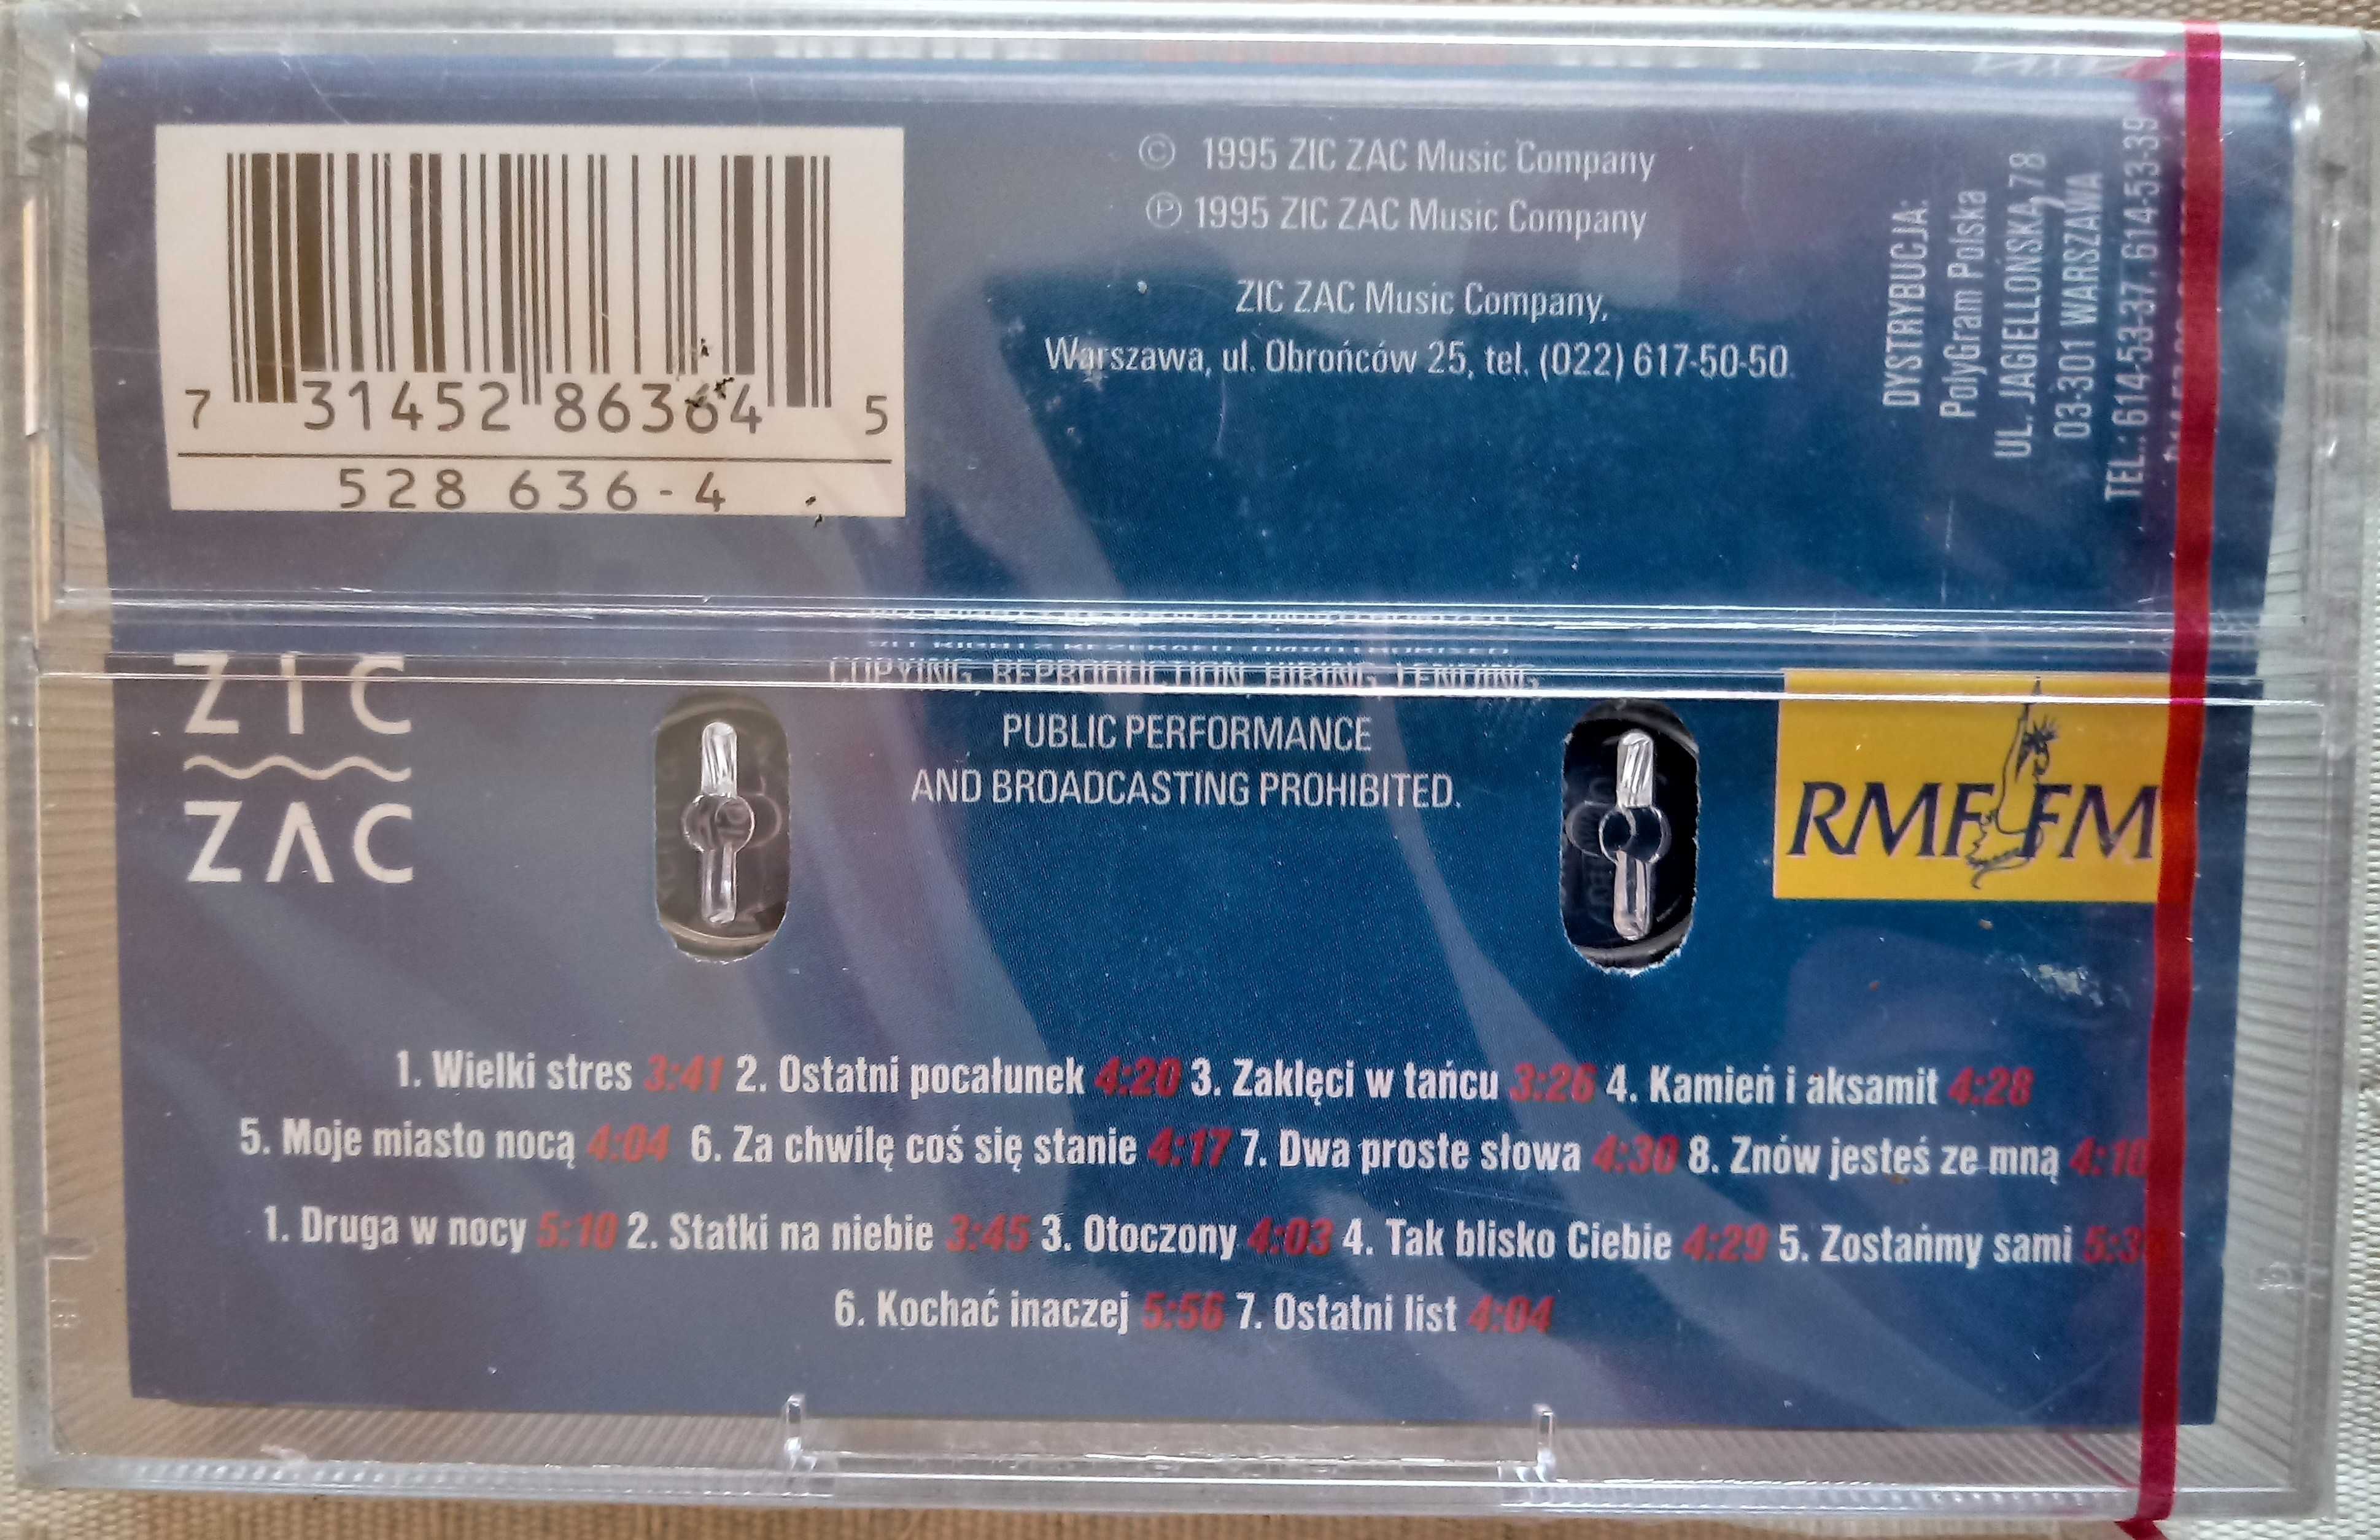 7 31452 86364 5
528 636-4
© 1995 ZIC ZAC Music Company
Ⓟ 1995 ZIC ZAC Music Company
ZIC ZAC Music Company,
Warszawa, ul. Obrońców 25, tel. (022) 617-50-50.
DYSTRYBUCJA:
PolyGram Polska
UL. JAGIELLOŃSKA 78
03-301 WARSZAWA
TEL.: 614-53-37. 614-53-39
ZIC
ZAC
COPYING, REPRODUCTION, HIRING, LENDING,
PUBLIC PERFORMANCE
AND BROADCASTING PROHIBITED.
RMF FM
1. Wielki stres 3:41 2. Ostatni pocałunek 4:20 3. Zaklęci w tańcu 3:26 4. Kamień i aksamit 4:28
5. Moje miasto nocą 4:04 6. Za chwilę coś się stanie 4:17 7. Dwa proste słowa 4:30 8. Znów jesteś ze mną 4:10
1. Druga w nocy 5:10 2. Statki na niebie 3:45 3. Otoczony 4:03 4. Tak blisko Ciebie 4:29 5. Zostańmy sami
6. Kochać inaczej 5:56 7. Ostatni list 4:04